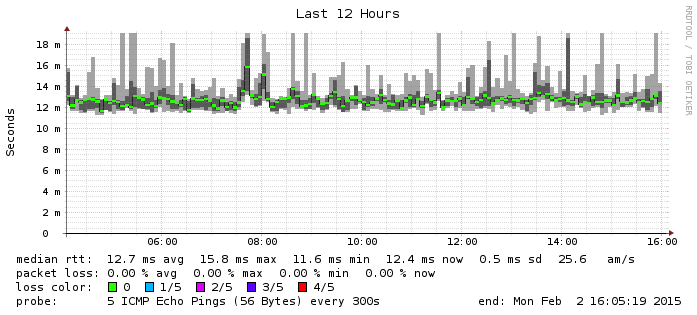 Last 12 Hours
RRDTOOL / TOBI OETIKER
Seconds
18 m
16 m
14 m
12 m
10 m
8 m
6 m
4 m
2 m
0
06:00 08:00 10:00 12:00 14:00 16:00
median rtt: 12.7 ms avg 15.8 ms max 11.6 ms min 12.4 ms now 0.5 ms sd 25.6 am/s
packet loss: 0.00 % avg 0.00 % max 0.00 % min 0.00 % now
loss color: 0 1/5 2/5 3/5 4/5
probe: 5 ICMP Echo Pings (56 Bytes) every 300s end: Mon Feb 2 16:05:19 2015